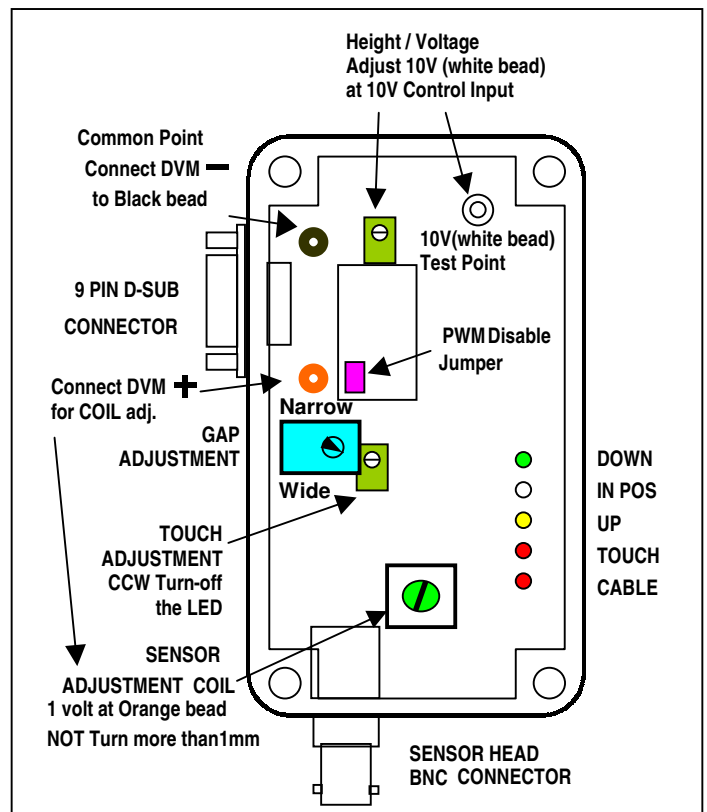 Height / Voltage
Adjust 10V (white bead)
at 10V Control Input
Common Point
Connect DVM −
to Black bead
10V(white bead)
Test Point
9 PIN D-SUB
CONNECTOR
PWM Disable
Jumper
Connect DVM +
for COIL adj.
Narrow
GAP
ADJUSTMENT
Wide
DOWN
IN POS
UP
TOUCH
CABLE
TOUCH
ADJUSTMENT
CCW Turn-off
the LED
SENSOR
ADJUSTMENT COIL
1 volt at Orange bead
NOT Turn more than1mm
SENSOR HEAD
BNC CONNECTOR